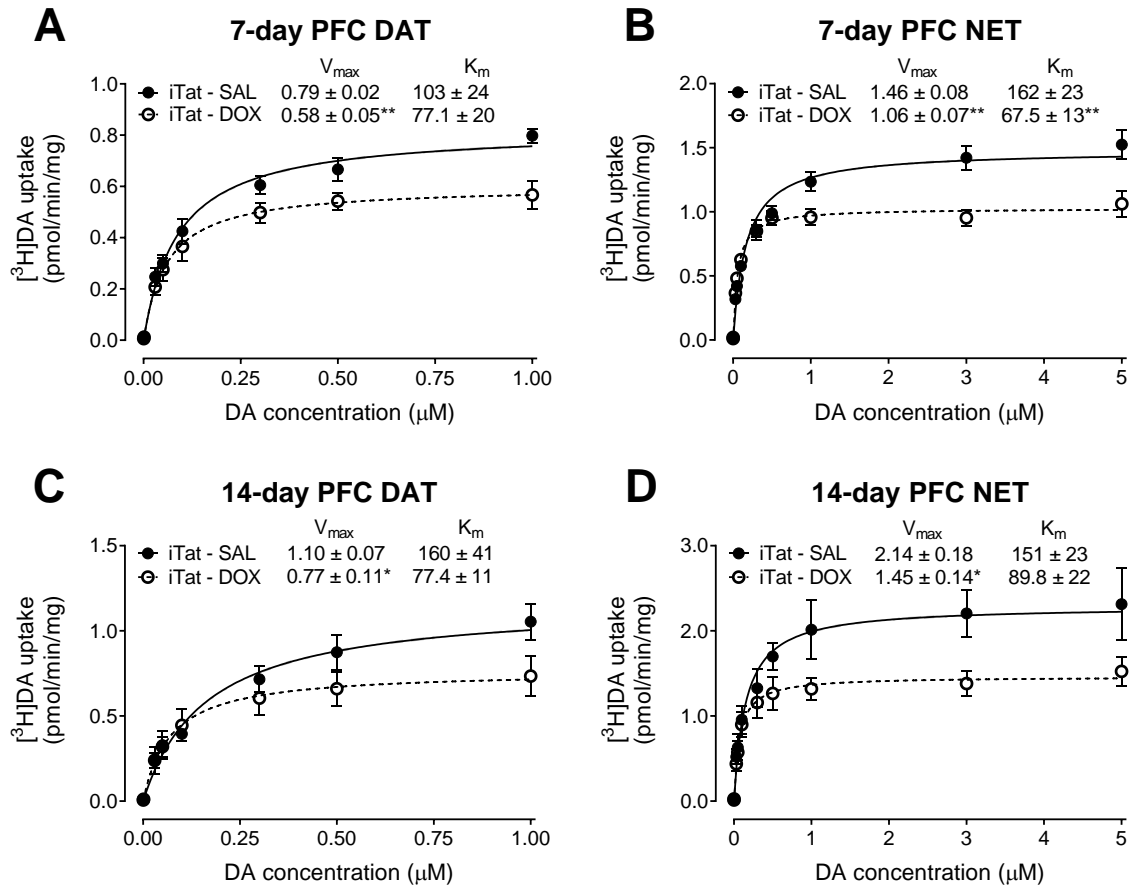 A
7-day PFC DAT
Vmax Km
iTat - SAL 0.79 ± 0.02 103 ± 24
iTat - DOX 0.58 ± 0.05** 77.1 ± 20
1.0
0.8
0.6
0.4
0.2
0.0
[³H]DA uptake
(pmol/min/mg)
0.00 0.25 0.50 0.75 1.00
DA concentration (μM)
B
7-day PFC NET
Vmax Km
iTat - SAL 1.46 ± 0.08 162 ± 23
iTat - DOX 1.06 ± 0.07** 67.5 ± 13**
2.0
1.5
1.0
0.5
0.0
[³H]DA uptake
(pmol/min/mg)
0 1 2 3 4 5
DA concentration (μM)
C
14-day PFC DAT
Vmax Km
iTat - SAL 1.10 ± 0.07 160 ± 41
iTat - DOX 0.77 ± 0.11* 77.4 ± 11
1.5
1.0
0.5
0.0
[³H]DA uptake
(pmol/min/mg)
0.00 0.25 0.50 0.75 1.00
DA concentration (μM)
D
14-day PFC NET
Vmax Km
iTat - SAL 2.14 ± 0.18 151 ± 23
iTat - DOX 1.45 ± 0.14* 89.8 ± 22
3.0
2.0
1.0
0.0
[³H]DA uptake
(pmol/min/mg)
0 1 2 3 4 5
DA concentration (μM)